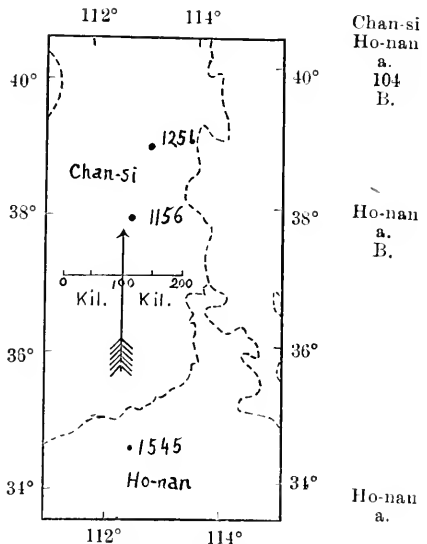 112° 114°
Chan-si
Ho-nan
a.
104
B.
40° 40°
1256
Chan-si
38° 1156 38°
Ho-nan
a.
B.
0 100 200
Kil. Kil.
36° 36°
1545
Ho-nan
34° 34°
Ho-nan
a.
112° 114°